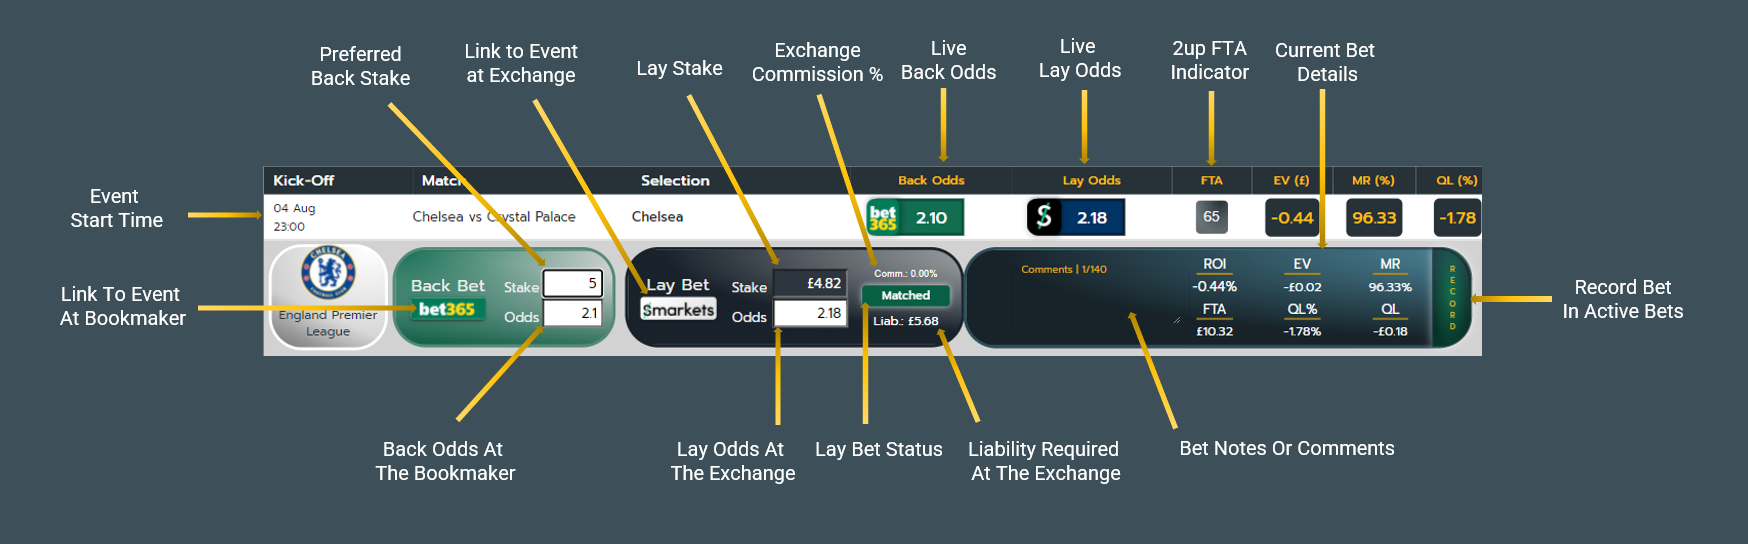 Preferred
Back Stake
Link to Event
at Exchange
Lay Stake
Exchange
Commission %
Live
Back Odds
Live
Lay Odds
2up FTA
Indicator
Current Bet
Details
Event
Start Time
Kick-Off
Match
Selection
Back Odds
Lay Odds
FTA
EV (£)
MR (%)
QL (%)
04 Aug
23:00
Chelsea vs Crystal Palace
Chelsea
bet
365
2.10
2.18
65
-0.44
96.33
-1.78
Link To Event
At Bookmaker
CHELSEA
FOOTBALL CLUB
England Premier
League
Back Bet
bet365
Stake
5
Odds
2.1
Lay Bet
Smarkets
Stake
£4.82
Odds
2.18
Comm.: 0.00%
Matched
Liab.: £5.68
Comments | 1/140
ROI
-0.44%
EV
-£0.02
MR
96.33%
FTA
£10.32
QL%
-1.78%
QL
-£0.18
RECORD
Record Bet
In Active Bets
Back Odds At
The Bookmaker
Lay Odds At
The Exchange
Lay Bet Status
Liability Required
At The Exchange
Bet Notes Or Comments